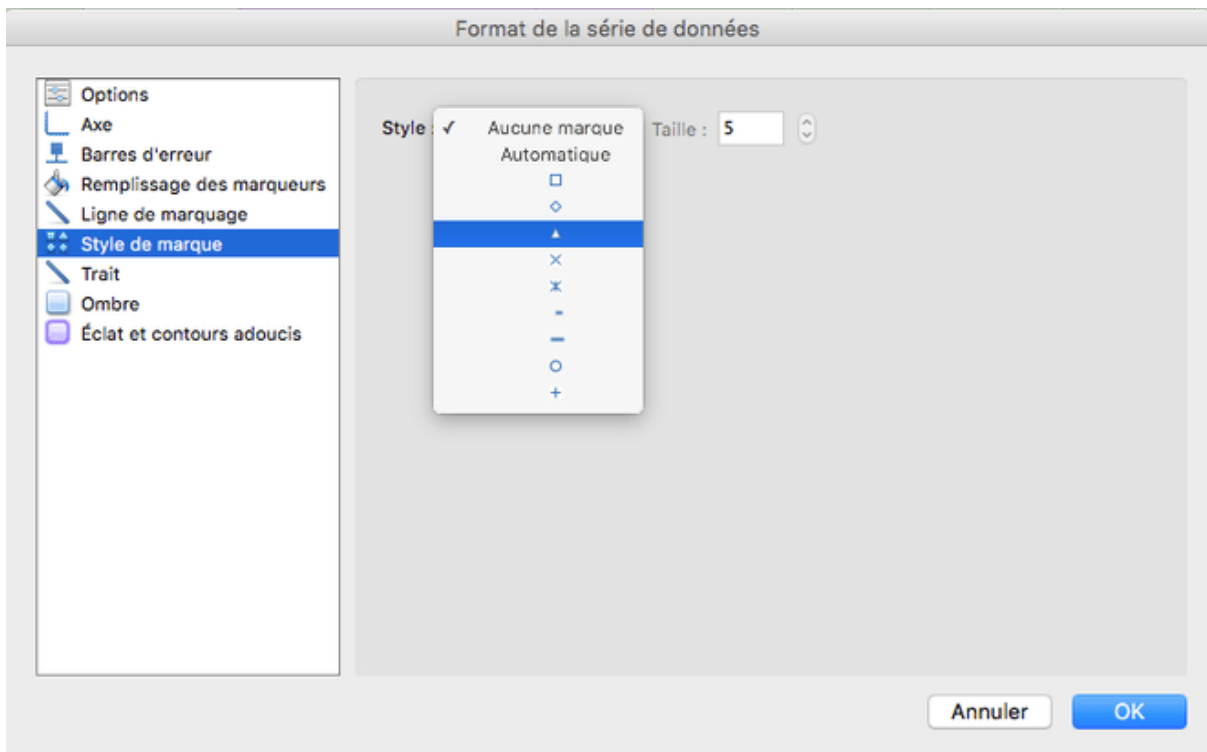 Format de la série de données
Options
Axe
Barres d'erreur
Remplissage des marqueurs
Ligne de marquage
Style de marque
Trait
Ombre
Éclat et contours adoucis
Style : ✓ Aucune marque Taille : 5
Automatique
Annuler OK